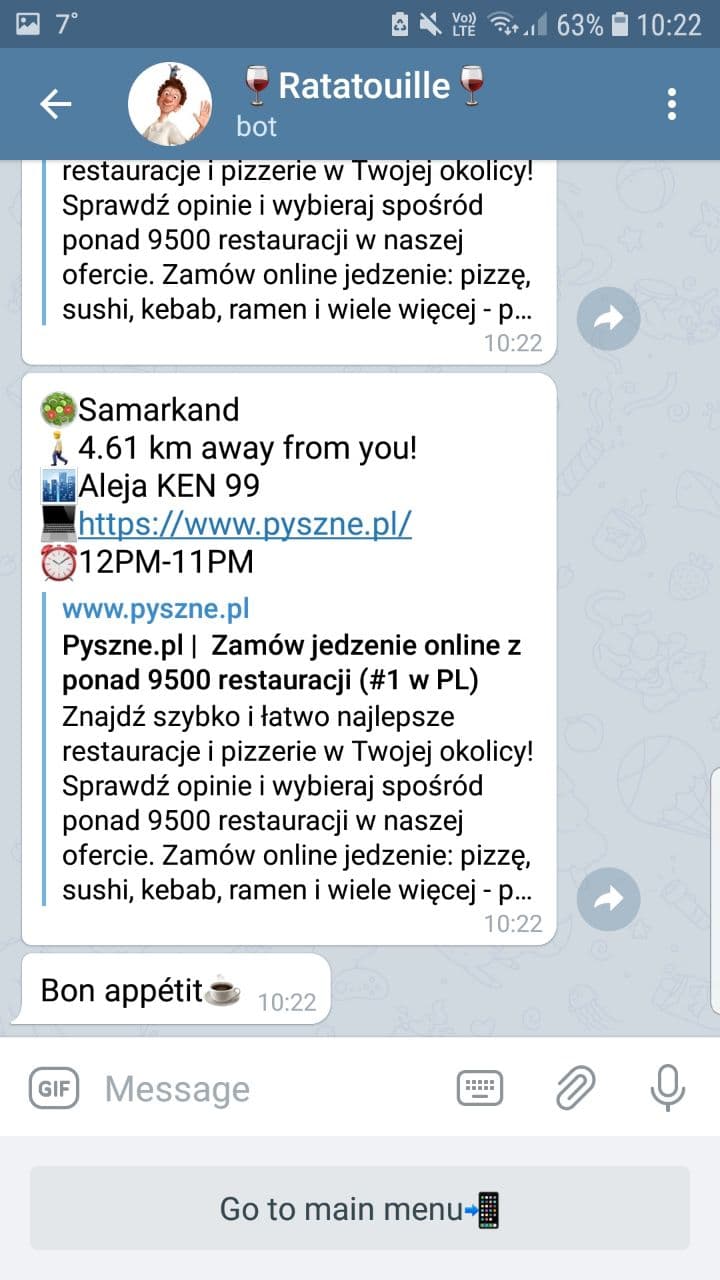 7°
Vo))
LTE
63%
10:22
🍷Ratatouille🍷
bot
restauracje i pizzerie w Twojej okolicy!
Sprawdź opinie i wybieraj spośród
ponad 9500 restauracji w naszej
ofercie. Zamów online jedzenie: pizzę,
sushi, kebab, ramen i wiele więcej - p...
10:22
🥗Samarkand
🚶4.61 km away from you!
🏙Aleja KEN 99
💻https://www.pyszne.pl/
⏰12PM-11PM
www.pyszne.pl
Pyszne.pl | Zamów jedzenie online z
ponad 9500 restauracji (#1 w PL)
Znajdź szybko i łatwo najlepsze
restauracje i pizzerie w Twojej okolicy!
Sprawdź opinie i wybieraj spośród
ponad 9500 restauracji w naszej
ofercie. Zamów online jedzenie: pizzę,
sushi, kebab, ramen i wiele więcej - p...
10:22
Bon appétit☕ 10:22
GIF Message
Go to main menu📲